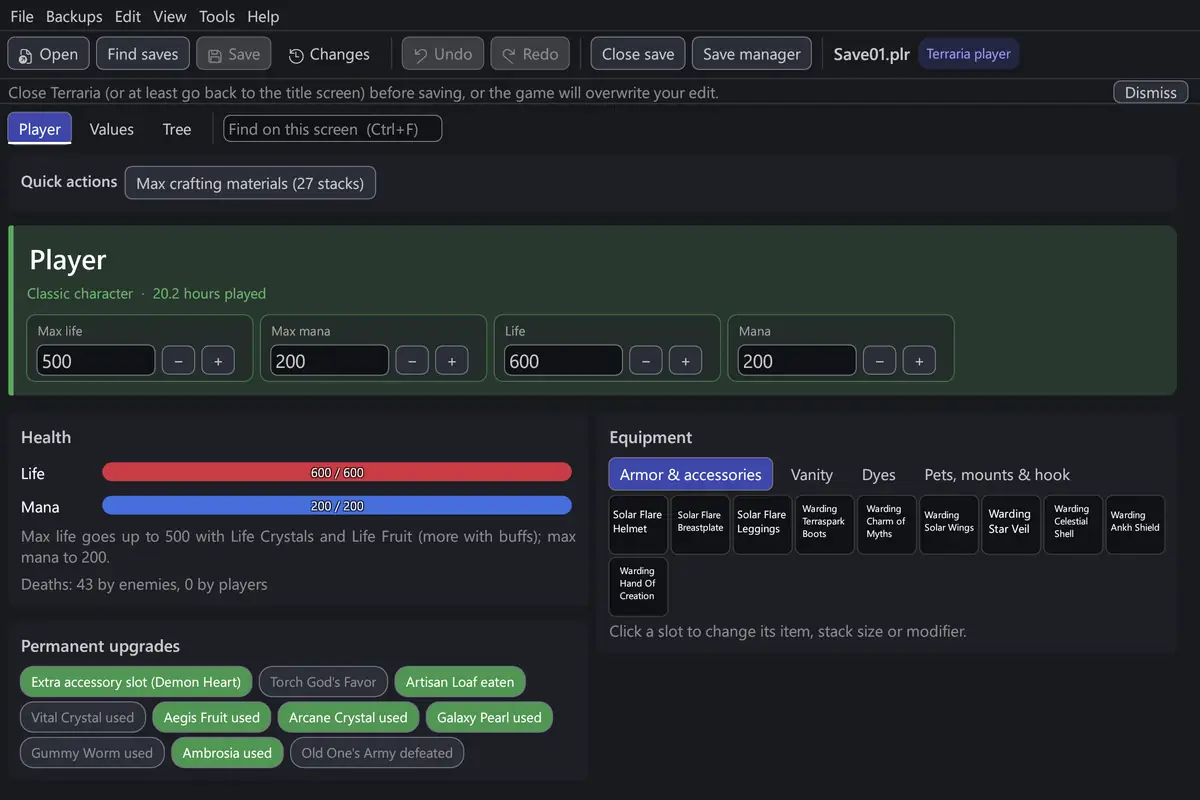 File Backups Edit View Tools Help
Open Find saves Save Changes Undo Redo Close save Save manager Save01.plr Terraria player
Close Terraria (or at least go back to the title screen) before saving, or the game will overwrite your edit. Dismiss
Player Values Tree Find on this screen (Ctrl+F)
Quick actions Max crafting materials (27 stacks)
Player
Classic character · 20.2 hours played
Max life Max mana Life Mana
500 − + 200 − + 600 − + 200 − +
Health
Life 600 / 600
Mana 200 / 200
Max life goes up to 500 with Life Crystals and Life Fruit (more with buffs); max
mana to 200.
Deaths: 43 by enemies, 0 by players
Permanent upgrades
Extra accessory slot (Demon Heart) Torch God's Favor Artisan Loaf eaten
Vital Crystal used Aegis Fruit used Arcane Crystal used Galaxy Pearl used
Gummy Worm used Ambrosia used Old One's Army defeated
Equipment
Armor & accessories Vanity Dyes Pets, mounts & hook
Solar Flare
Helmet
Solar Flare
Breastplate
Solar Flare
Leggings
Warding
Terraspark
Boots
Warding
Charm of
Myths
Warding
Solar Wings
Warding
Star Veil
Warding
Celestial
Shell
Warding
Ankh Shield
Warding
Hand Of
Creation
Click a slot to change its item, stack size or modifier.